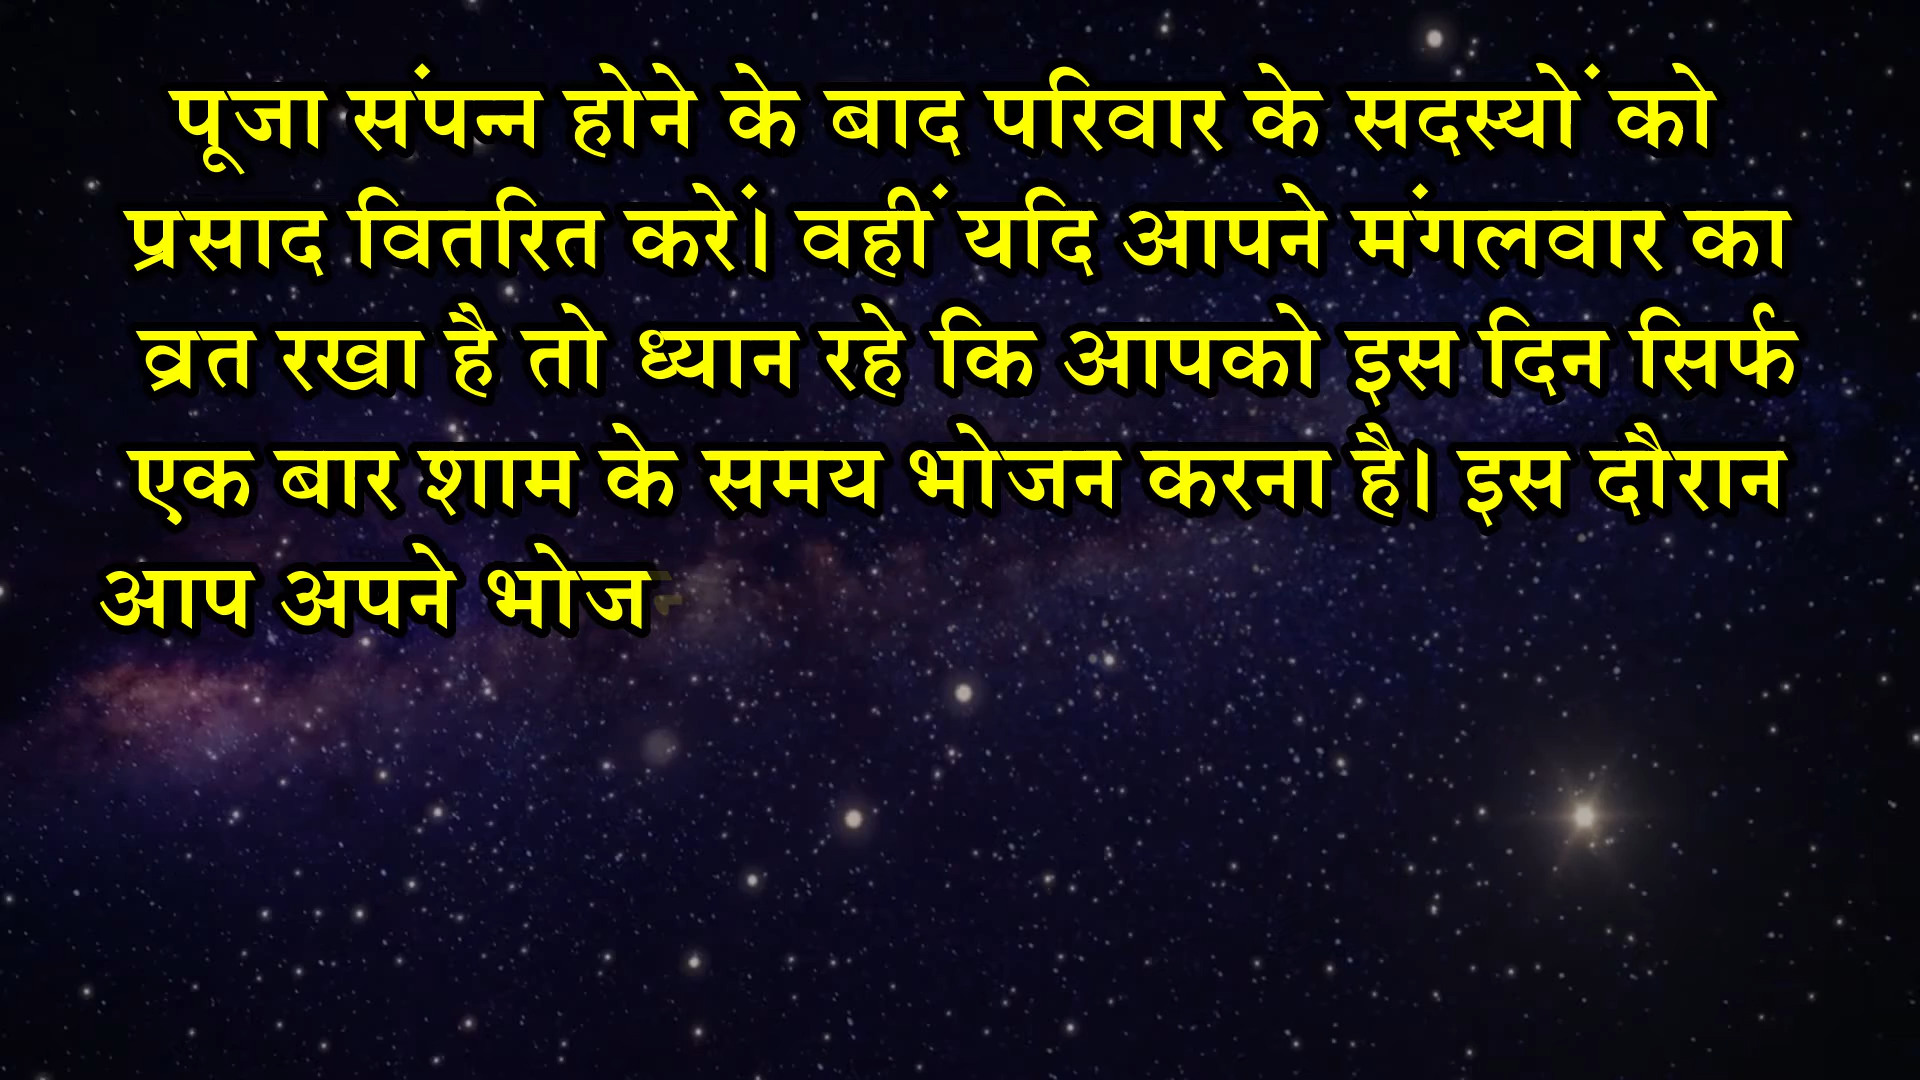 पूजा संपन्न होने के बाद परिवार के सदस्यों को
प्रसाद वितरित करें। वहीं यदि आपने मंगलवार का
व्रत रखा है तो ध्यान रहे कि आपको इस दिन सिर्फ
एक बार शाम के समय भोजन करना है। इस दौरान
आप अपने भोज